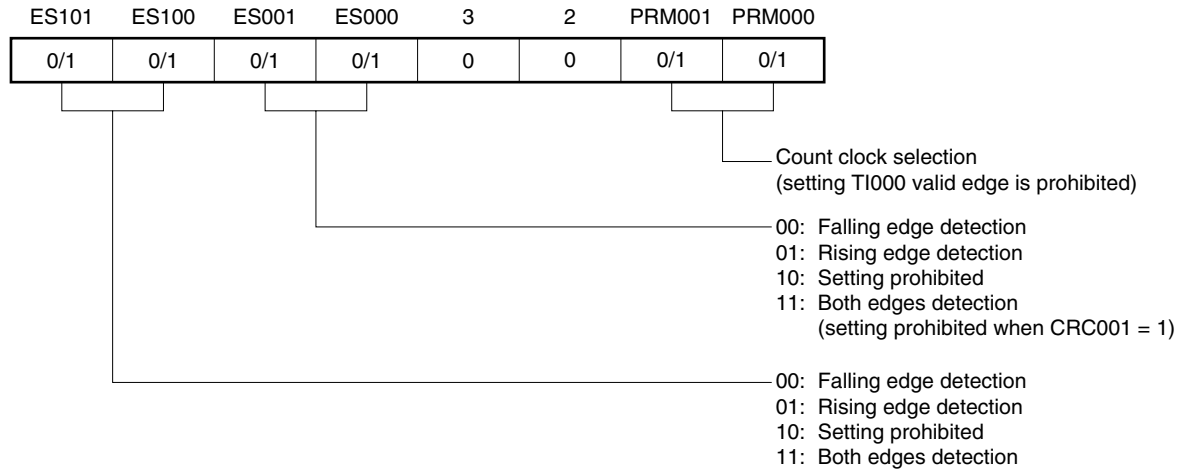 ES101 ES100 ES001 ES000 3 2 PRM001 PRM000
0/1 0/1 0/1 0/1 0 0 0/1 0/1
Count clock selection
(setting TI000 valid edge is prohibited)
00: Falling edge detection
01: Rising edge detection
10: Setting prohibited
11: Both edges detection
(setting prohibited when CRC001 = 1)
00: Falling edge detection
01: Rising edge detection
10: Setting prohibited
11: Both edges detection